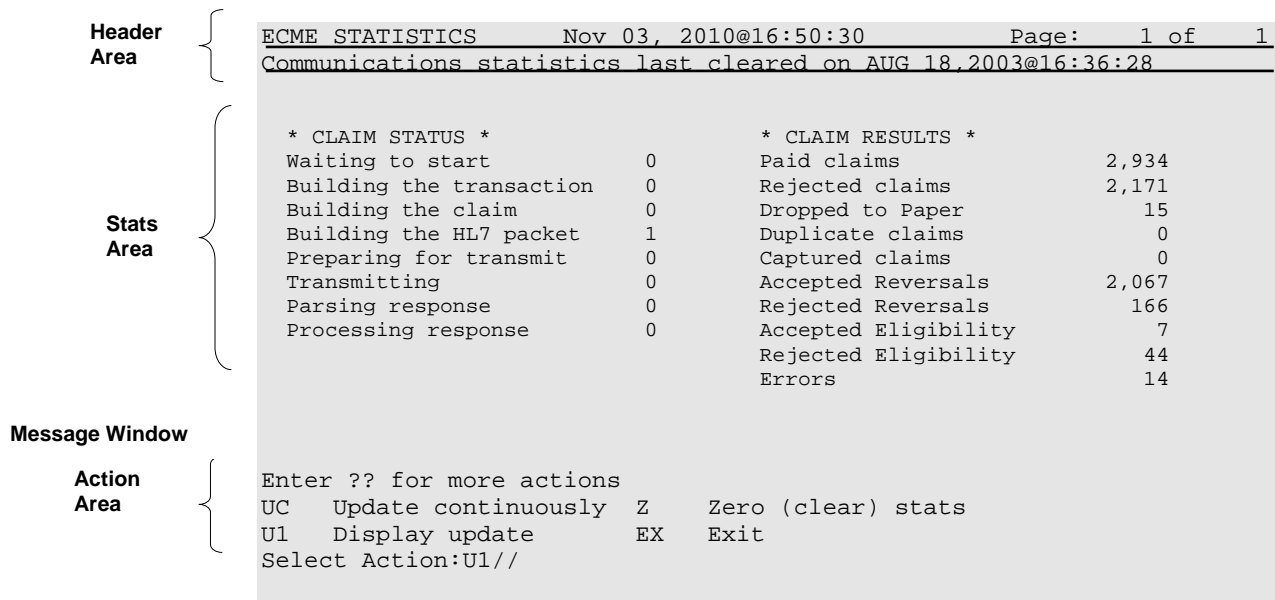 Header Area
ECME STATISTICS Nov 03, 2010@16:50:30 Page: 1 of 1
Communications statistics last cleared on AUG 18,2003@16:36:28
Stats Area
* CLAIM STATUS * * CLAIM RESULTS *
Waiting to start 0 Paid claims 2,934
Building the transaction 0 Rejected claims 2,171
Building the claim 0 Dropped to Paper 15
Building the HL7 packet 1 Duplicate claims 0
Preparing for transmit 0 Captured claims 0
Transmitting 0 Accepted Reversals 2,067
Parsing response 0 Rejected Reversals 166
Processing response 0 Accepted Eligibility 7
Rejected Eligibility 44
Errors 14
Message Window
Action Area
Enter ?? for more actions
UC Update continuously Z Zero (clear) stats
U1 Display update EX Exit
Select Action:U1//